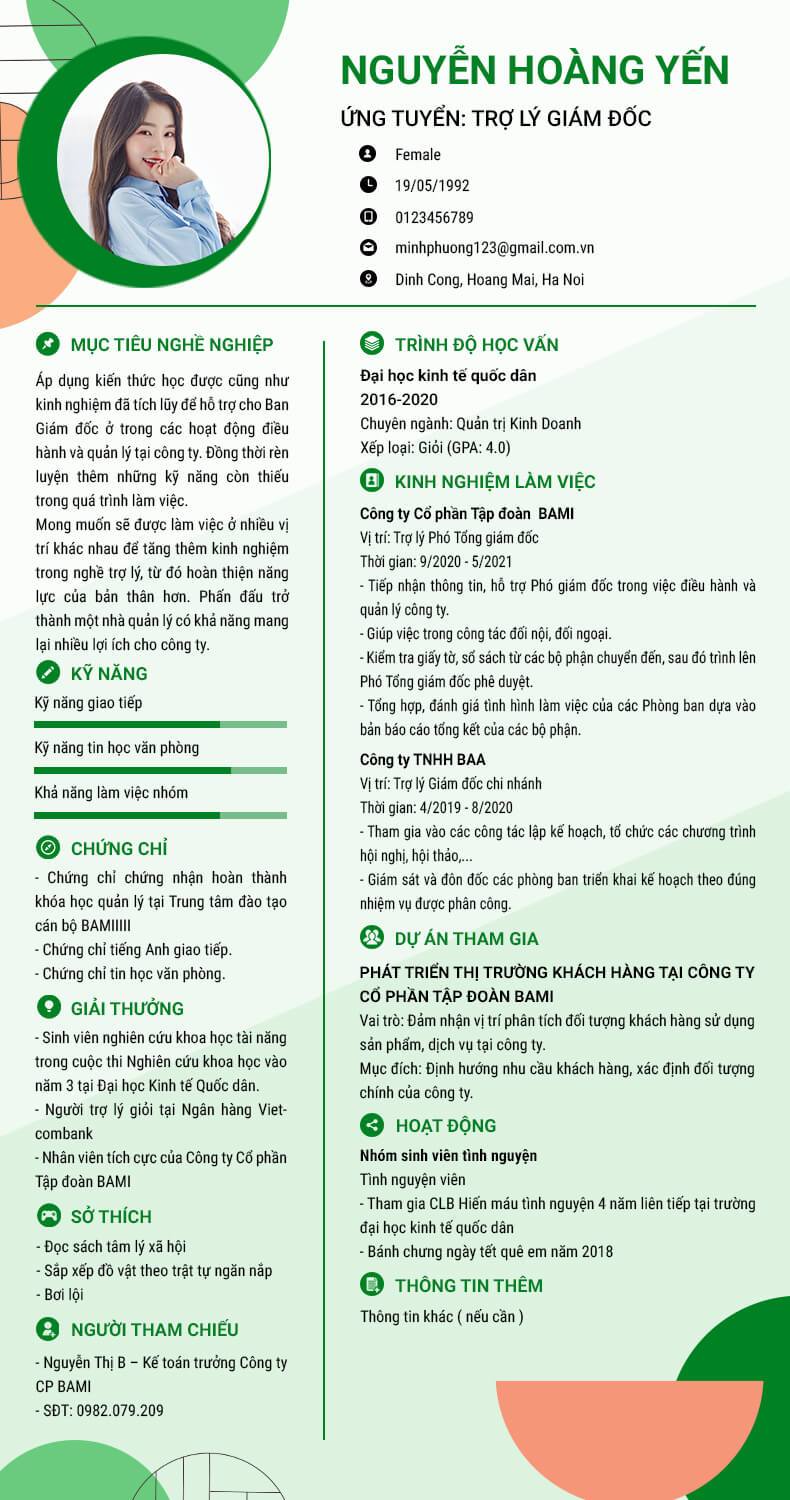 NGUYỄN HOÀNG YẾN
ỨNG TUYỂN: TRỢ LÝ GIÁM ĐỐC
Female
19/05/1992
0123456789
minhphuong123@gmail.com.vn
Dinh Cong, Hoang Mai, Ha Noi
MỤC TIÊU NGHỀ NGHIỆP
Áp dụng kiến thức học được cũng như
kinh nghiệm đã tích lũy để hỗ trợ cho Ban
Giám đốc ở trong các hoạt động điều
hành và quản lý tại công ty. Đồng thời rèn
luyện thêm những kỹ năng còn thiếu
trong quá trình làm việc.
Mong muốn sẽ được làm việc ở nhiều vị
trí khác nhau để tăng thêm kinh nghiệm
trong nghề trợ lý, từ đó hoàn thiện năng
lực của bản thân hơn. Phấn đấu trở
thành một nhà quản lý có khả năng mang
lại nhiều lợi ích cho công ty.
KỸ NĂNG
Kỹ năng giao tiếp
Kỹ năng tin học văn phòng
Khả năng làm việc nhóm
CHỨNG CHỈ
- Chứng chỉ chứng nhận hoàn thành
khóa học quản lý tại Trung tâm đào tạo
cán bộ BAMIIIII
- Chứng chỉ tiếng Anh giao tiếp.
- Chứng chỉ tin học văn phòng.
GIẢI THƯỞNG
- Sinh viên nghiên cứu khoa học tài năng
trong cuộc thi Nghiên cứu khoa học vào
năm 3 tại Đại học Kinh tế Quốc dân.
- Người trợ lý giỏi tại Ngân hàng Viet-
combank
- Nhân viên tích cực của Công ty Cổ phần
Tập đoàn BAMI
SỞ THÍCH
- Đọc sách tâm lý xã hội
- Sắp xếp đồ vật theo trật tự ngăn nắp
- Bơi lội
NGƯỜI THAM CHIẾU
- Nguyễn Thị B – Kế toán trưởng Công ty
CP BAMI
- SĐT: 0982.079.209
TRÌNH ĐỘ HỌC VẤN
Đại học kinh tế quốc dân
2016-2020
Chuyên ngành: Quản trị Kinh Doanh
Xếp loại: Giỏi (GPA: 4.0)
KINH NGHIỆM LÀM VIỆC
Công ty Cổ phần Tập đoàn BAMI
Vị trí: Trợ lý Phó Tổng giám đốc
Thời gian: 9/2020 - 5/2021
- Tiếp nhận thông tin, hỗ trợ Phó giám đốc trong việc điều hành và
quản lý công ty.
- Giúp việc trong công tác đối nội, đối ngoại.
- Kiểm tra giấy tờ, sổ sách từ các bộ phận chuyển đến, sau đó trình lên
Phó Tổng giám đốc phê duyệt.
- Tổng hợp, đánh giá tình hình làm việc của các Phòng ban dựa vào
bản báo cáo tổng kết của các bộ phận.
Công ty TNHH BAA
Vị trí: Trợ lý Giám đốc chi nhánh
Thời gian: 4/2019 - 8/2020
- Tham gia vào các công tác lập kế hoạch, tổ chức các chương trình
hội nghị, hội thảo,...
- Giám sát và đôn đốc các phòng ban triển khai kế hoạch theo đúng
nhiệm vụ được phân công.
DỰ ÁN THAM GIA
PHÁT TRIỂN THỊ TRƯỜNG KHÁCH HÀNG TẠI CÔNG TY
CỔ PHẦN TẬP ĐOÀN BAMI
Vai trò: Đảm nhận vị trí phân tích đối tượng khách hàng sử dụng
sản phẩm, dịch vụ tại công ty.
Mục đích: Định hướng nhu cầu khách hàng, xác định đối tượng
chính của công ty.
HOẠT ĐỘNG
Nhóm sinh viên tình nguyện
Tình nguyện viên
- Tham gia CLB Hiến máu tình nguyện 4 năm liên tiếp tại trường
đại học kinh tế quốc dân
- Bánh chưng ngày tết quê em năm 2018
THÔNG TIN THÊM
Thông tin khác ( nếu cần )